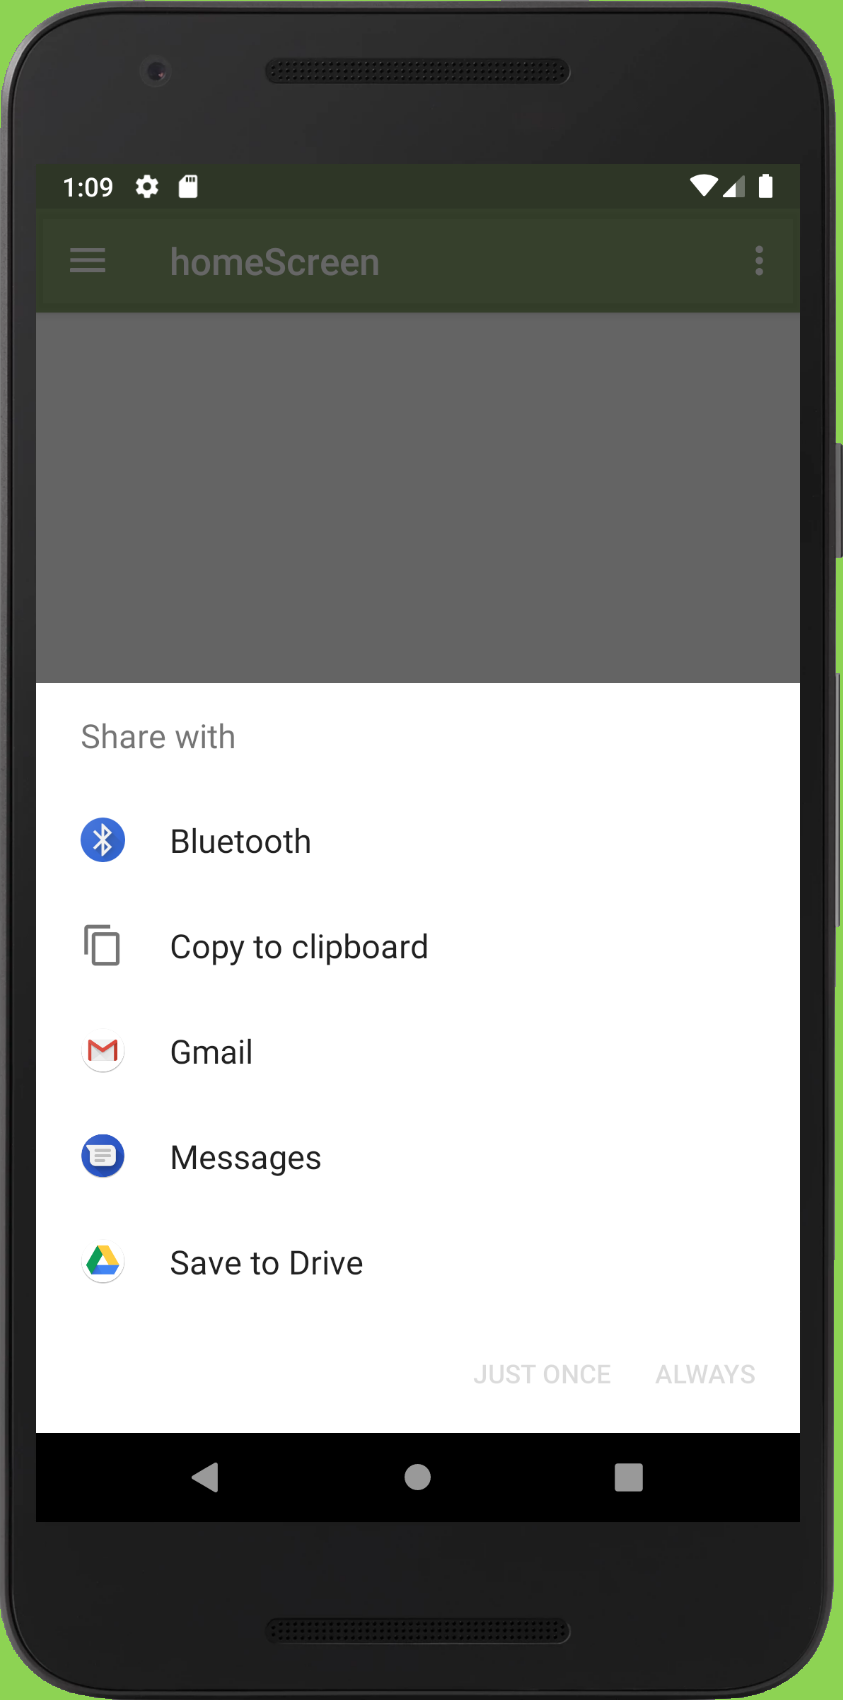 1:09
homeScreen
Share with
Bluetooth
Copy to clipboard
Gmail
Messages
Save to Drive
JUST ONCE ALWAYS